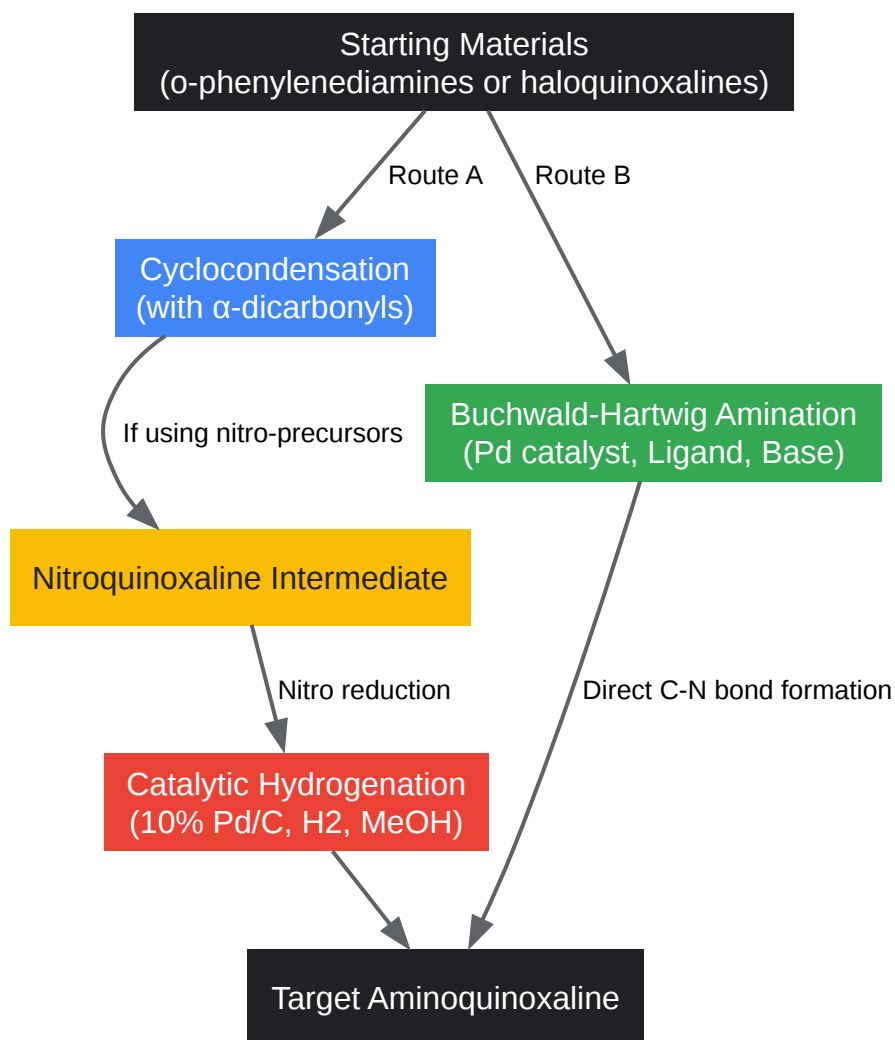 Starting Materials
(o-phenylenediamines or haloquinoxalines)
Route A
Route B
Cyclocondensation
(with α-dicarbonyls)
Buchwald-Hartwig Amination
(Pd catalyst, Ligand, Base)
If using nitro-precursors
Nitroquinoxaline Intermediate
Nitro reduction
Direct C-N bond formation
Catalytic Hydrogenation
(10% Pd/C, H2, MeOH)
Target Aminoquinoxaline